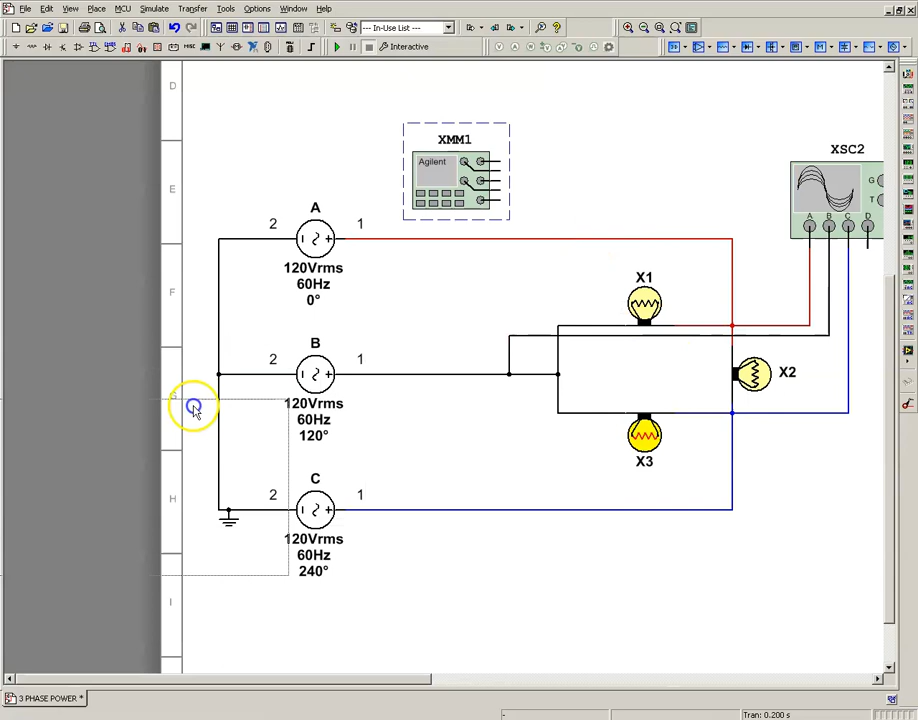 File Edit View Place MCU Simulate Transfer Tools Options Window Help
--- In-Use List ---
Interactive
D
E
F
G
H
I
XMM1
Agilent
XSC2
G
T
A B C D
A
2 1
120Vrms
60Hz
0°
X1
B
2 1
120Vrms
60Hz
120°
X2
X3
C
2 1
120Vrms
60Hz
240°
3 PHASE POWER *
- Tran: 0.200 s